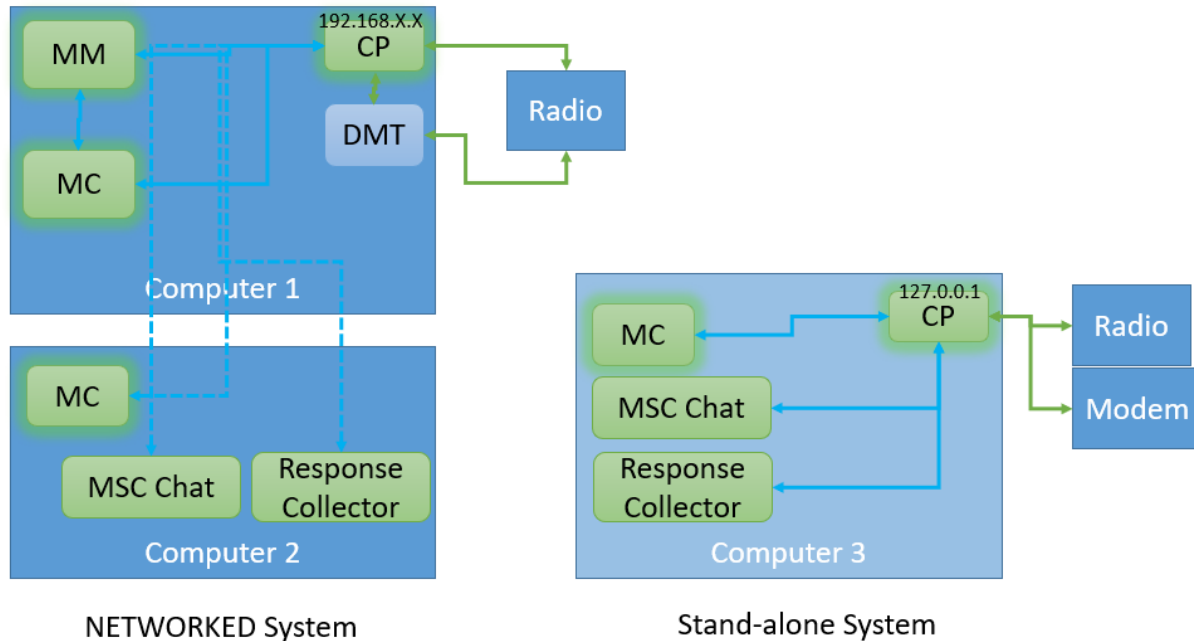 192.168.X.X
MM
CP
Radio
DMT
MC
Computer 1
127.0.0.1
CP
MC
Radio
MC
MSC Chat
Modem
MSC Chat
Response
Collector
Response
Collector
Computer 2
Computer 3
NETWORKED System
Stand-alone System